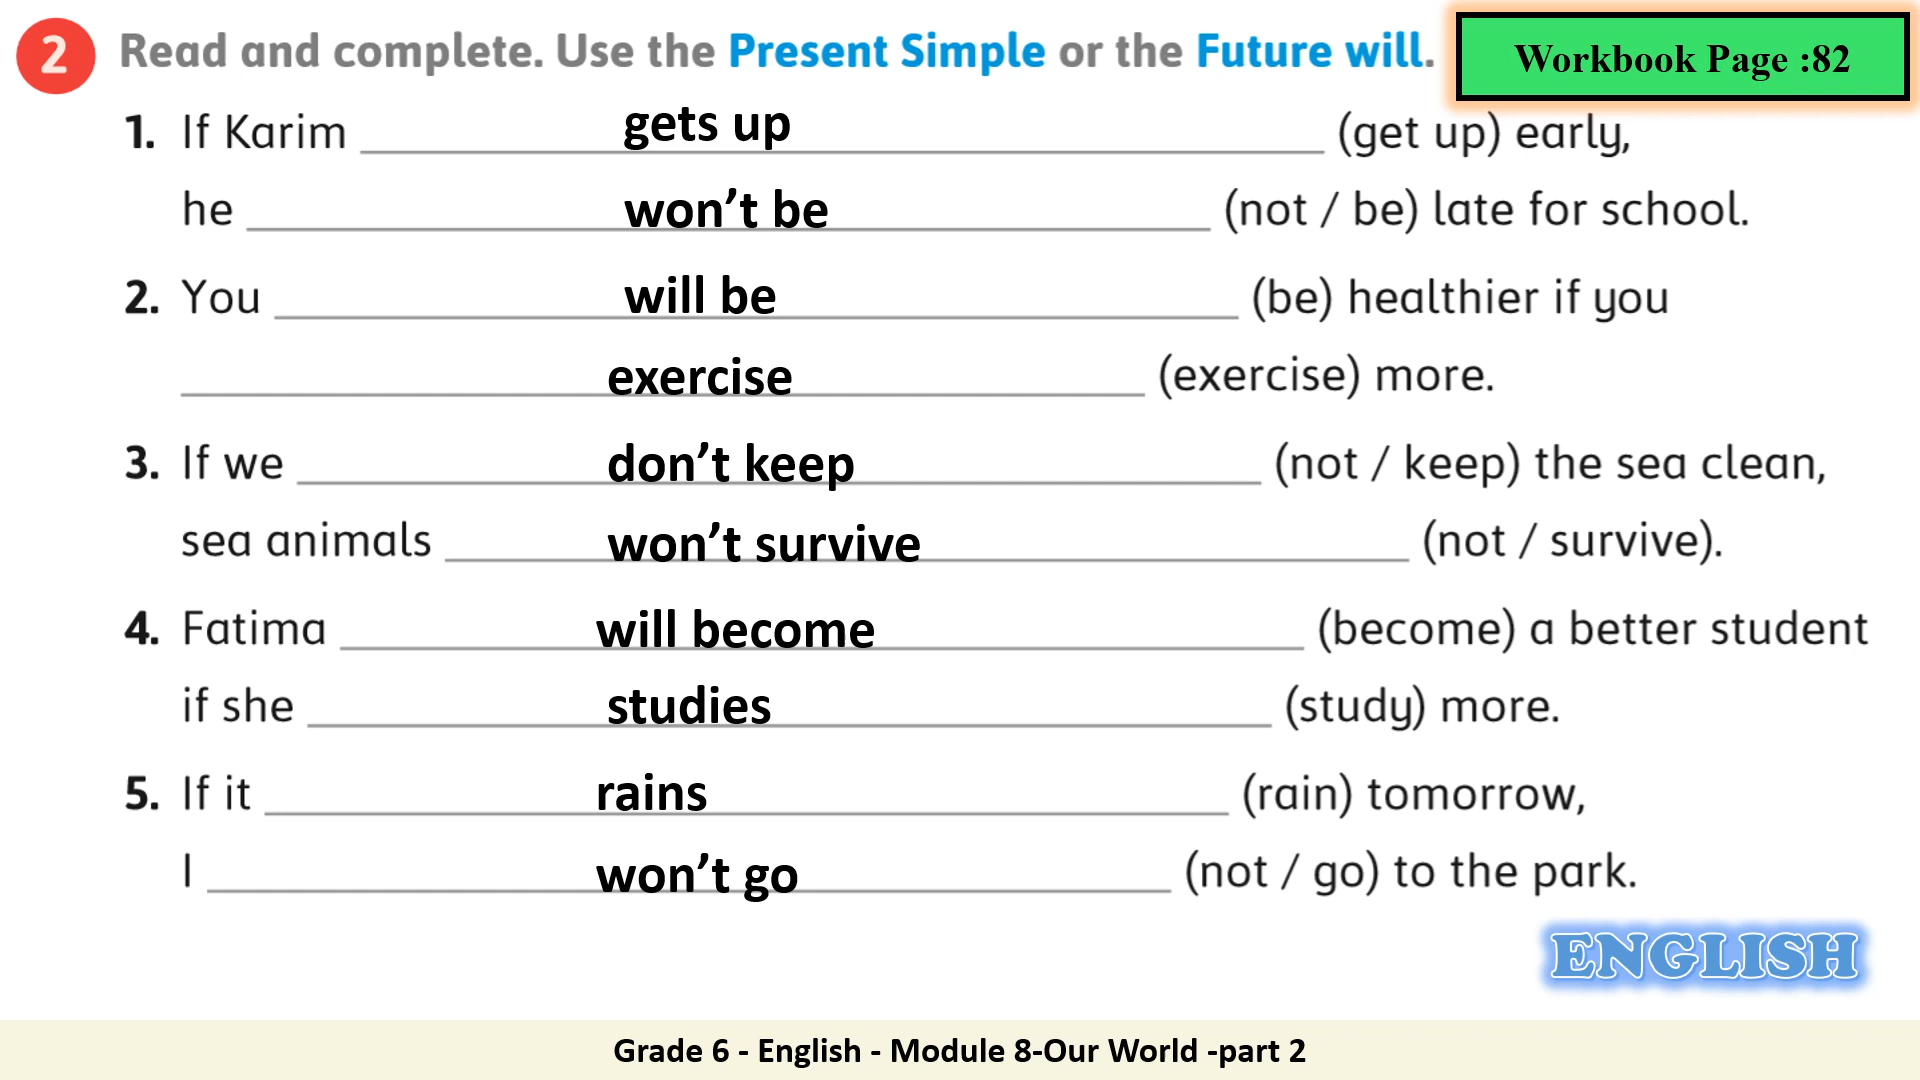 2 Read and complete. Use the Present Simple or the Future will.
Workbook Page :82
1. If Karim gets up (get up) early,
he won't be (not / be) late for school.
2. You will be (be) healthier if you
exercise (exercise) more.
3. If we don't keep (not / keep) the sea clean,
sea animals won't survive (not / survive).
4. Fatima will become (become) a better student
if she studies (study) more.
5. If it rains (rain) tomorrow,
I won't go (not / go) to the park.
ENGLISH
Grade 6 - English - Module 8-Our World -part 2